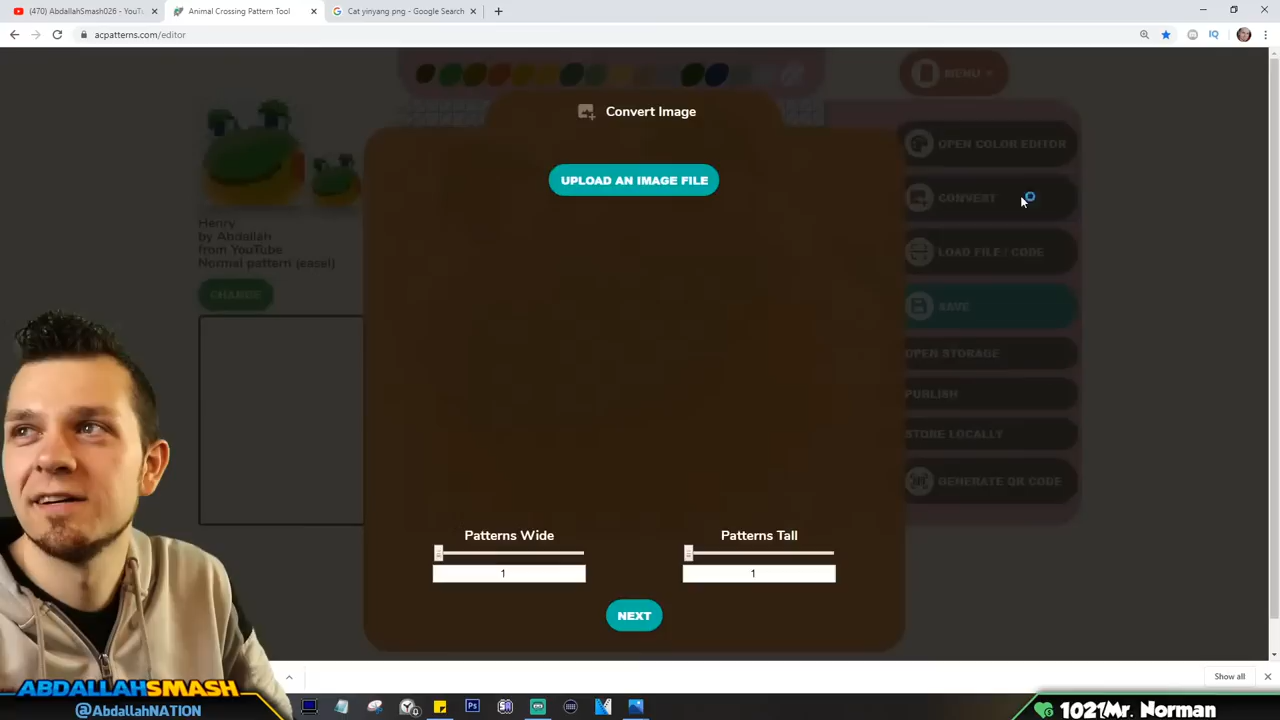 (470) AbdallahSmash026 - YouTu
Animal Crossing Pattern Tool
Cat yinyang png - Google Search
acpatterns.com/editor
MENU
Convert Image
UPLOAD AN IMAGE FILE
OPEN COLOR EDITOR
CONVERT
LOAD FILE / CODE
SAVE
OPEN STORAGE
PUBLISH
STORE LOCALLY
GENERATE QR CODE
Henry
by Abdallah
from YouTube
Normal pattern (easel)
CHANGE
Patterns Wide
Patterns Tall
1
1
NEXT
Show all
ABDALLAHSMASH
@AbdallahNATION
1021Mr. Norman